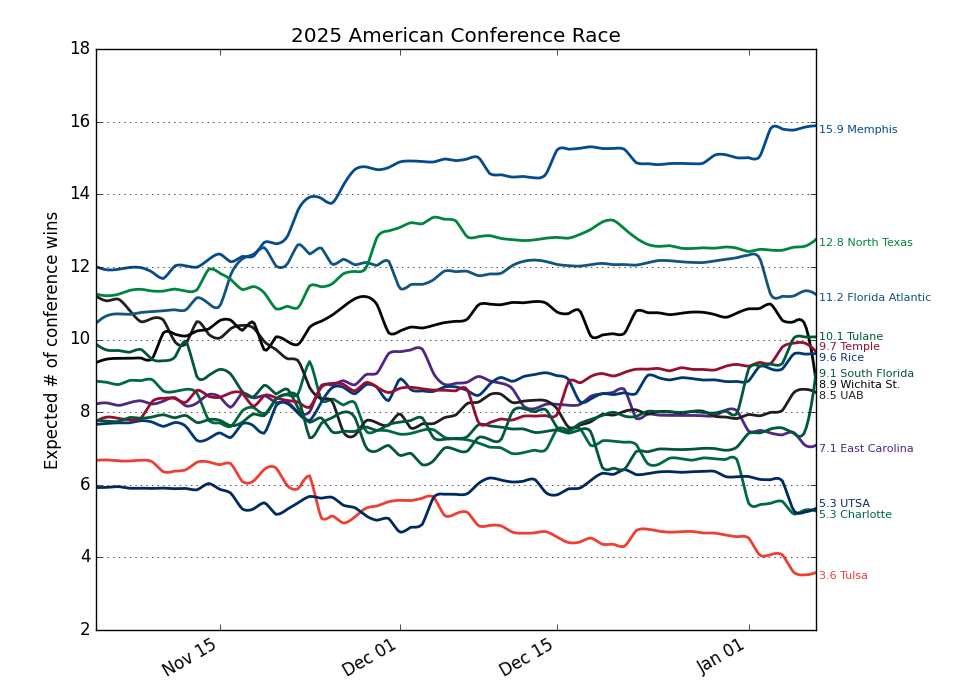 2025 American Conference Race
Expected # of conference wins
18
16
14
12
10
8
6
4
2
Nov 15
Dec 01
Dec 15
Jan 01
15.9 Memphis
12.8 North Texas
11.2 Florida Atlantic
10.1 Tulane
9.7 Temple
9.6 Rice
9.1 South Florida
8.9 Wichita St.
8.5 UAB
7.1 East Carolina
5.3 UTSA
5.3 Charlotte
3.6 Tulsa